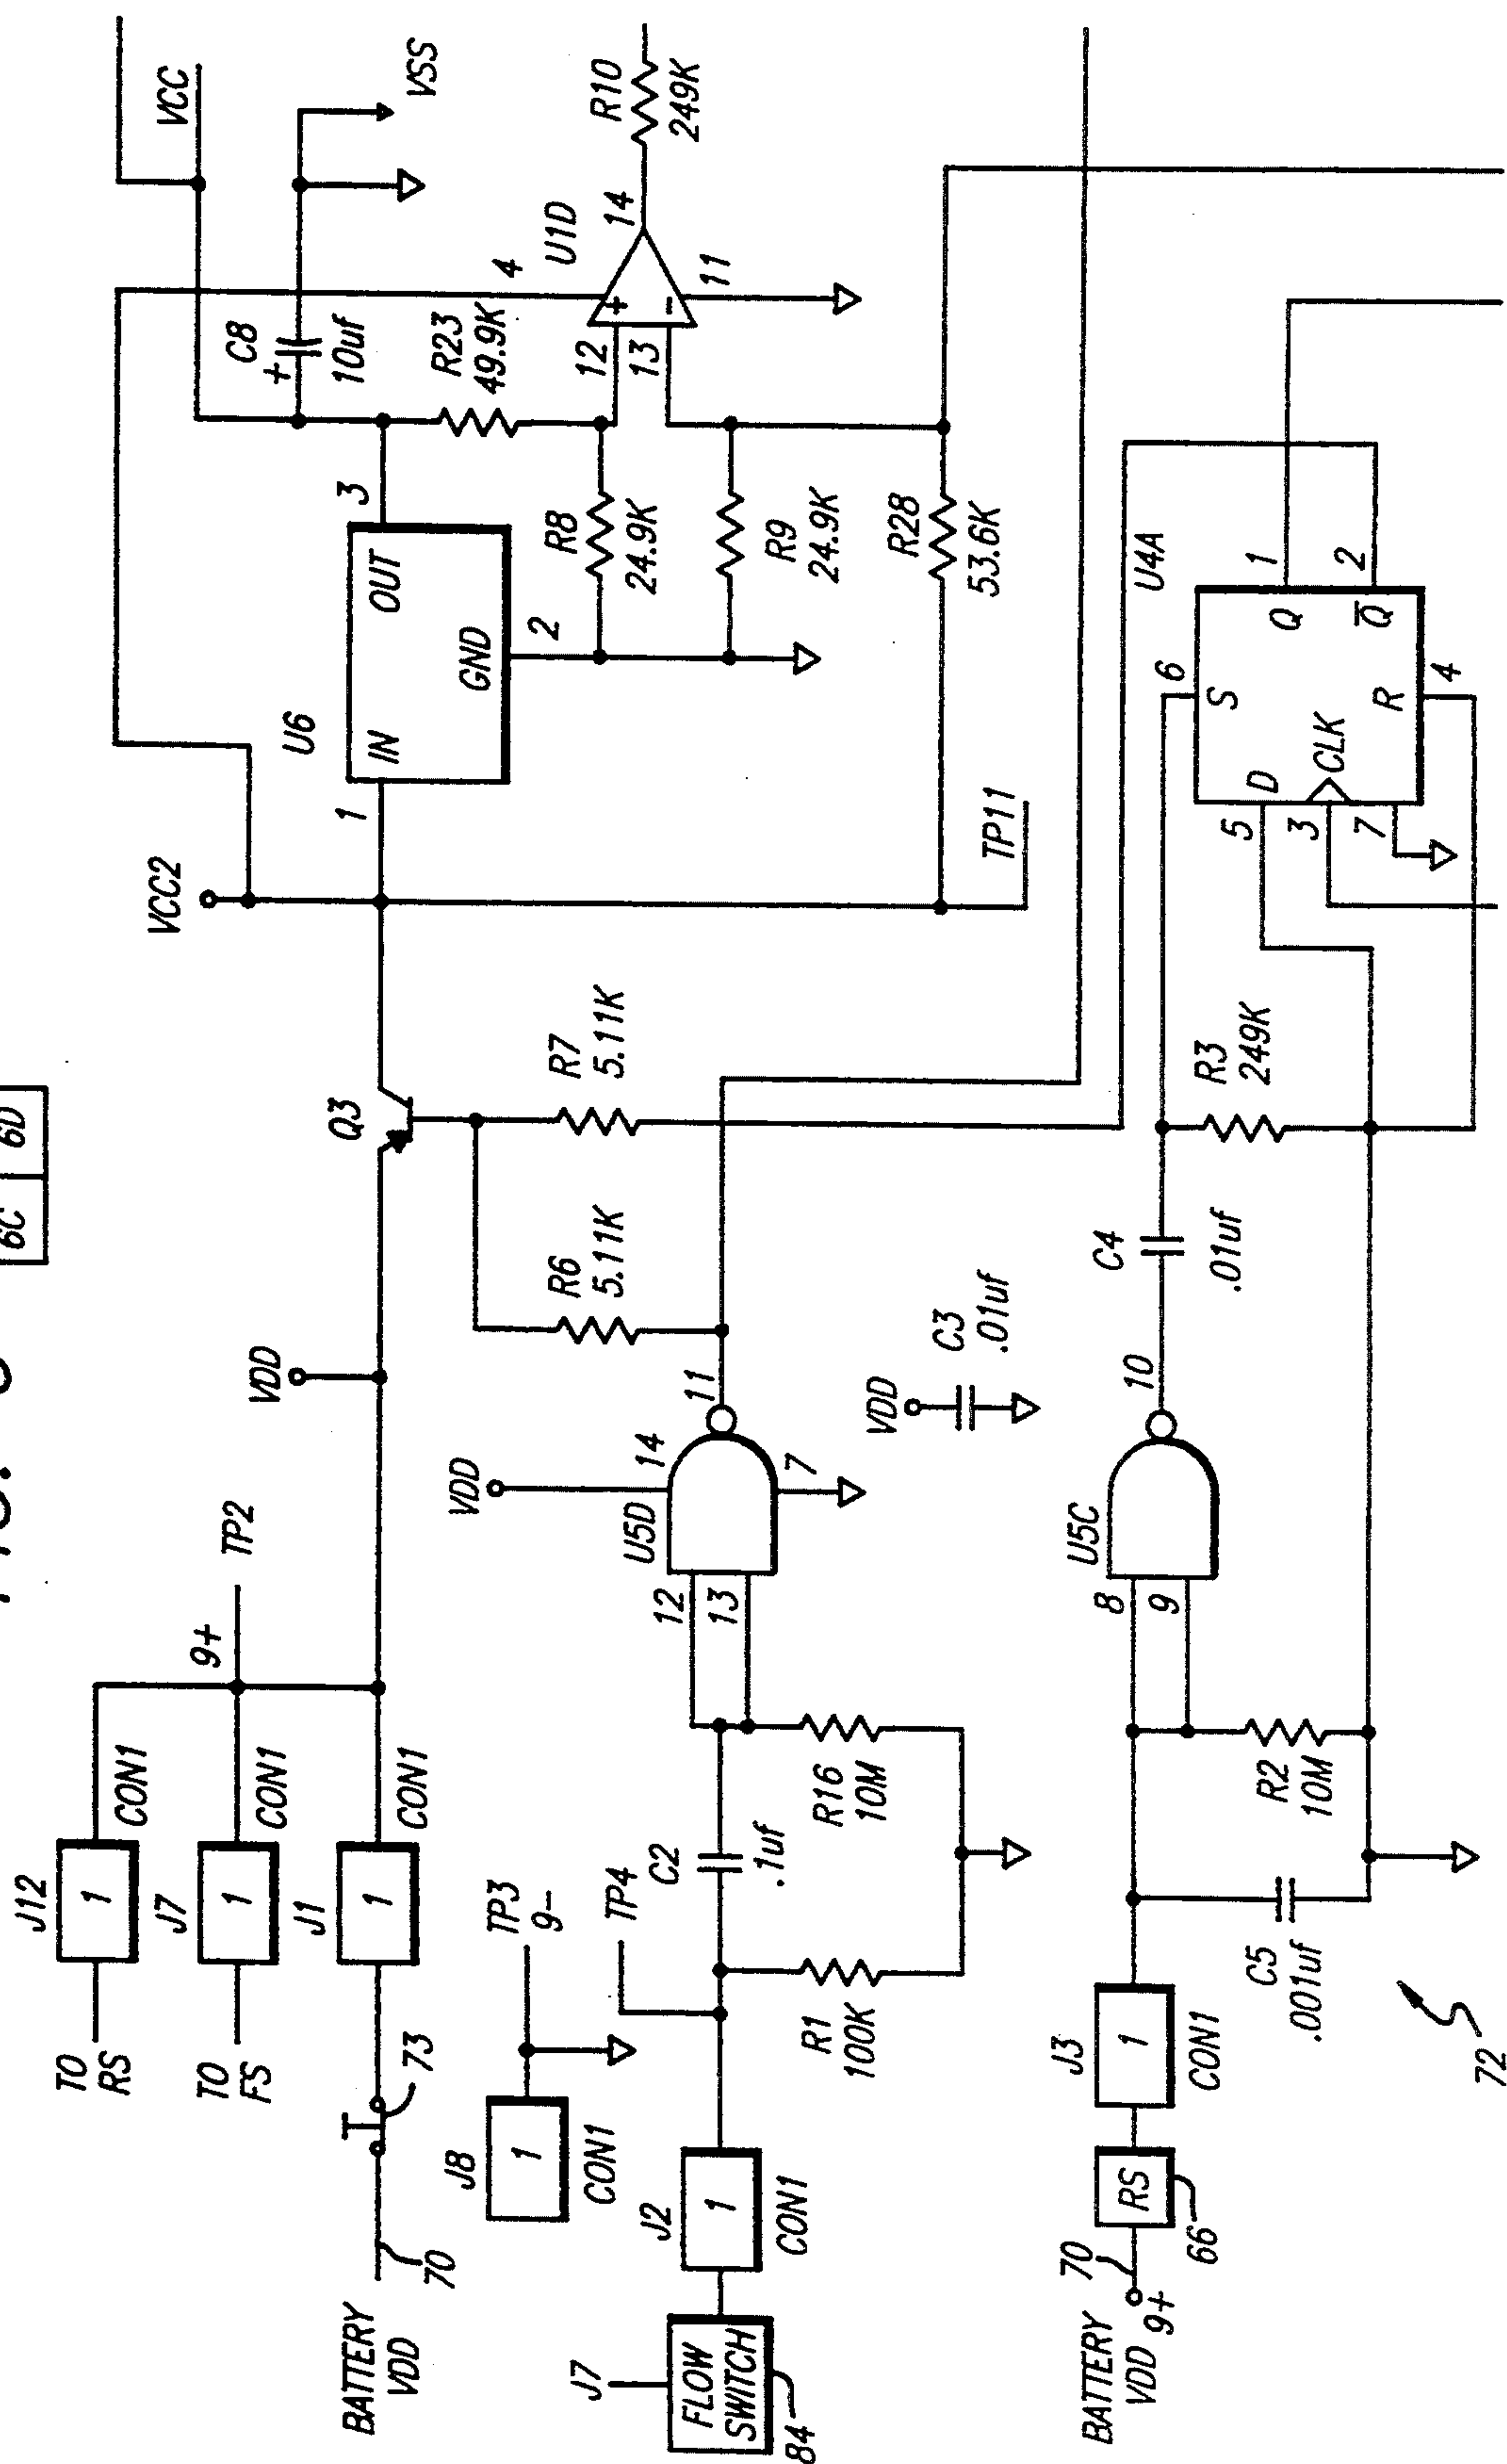 6C 6D
J12
TO
RS
1
CON1
J7
TO
FS
1
CON1
9+
TP2
J1
BATTERY
VDD
70
73
1
CON1
VDD
Q3
VCC2
U6
1
IN
OUT
3
GND
2
VCC
C8
+
10uf
VSS
J8
1
CON1
TP3
9-
R6
5.11K
R7
5.11K
R23
49.9K
4
R8
24.9K
R9
24.9K
R28
53.6K
12
13
+
-
U1D
14
11
R10
249K
J7
FLOW
SWITCH
84
J2
1
CON1
TP4
C2
.1uf
R1
100K
R16
10M
VDD
U5D
12
13
14
11
7
VDD
C3
.01uf
TP11
BATTERY
VDD
9+
70
RS
66
J3
1
CON1
C5
.001uf
R2
10M
U5C
8
9
10
C4
.01uf
R3
249K
U4A
5
D
6
S
3
CLK
7
Q
1
Q̅
2
R
4
72